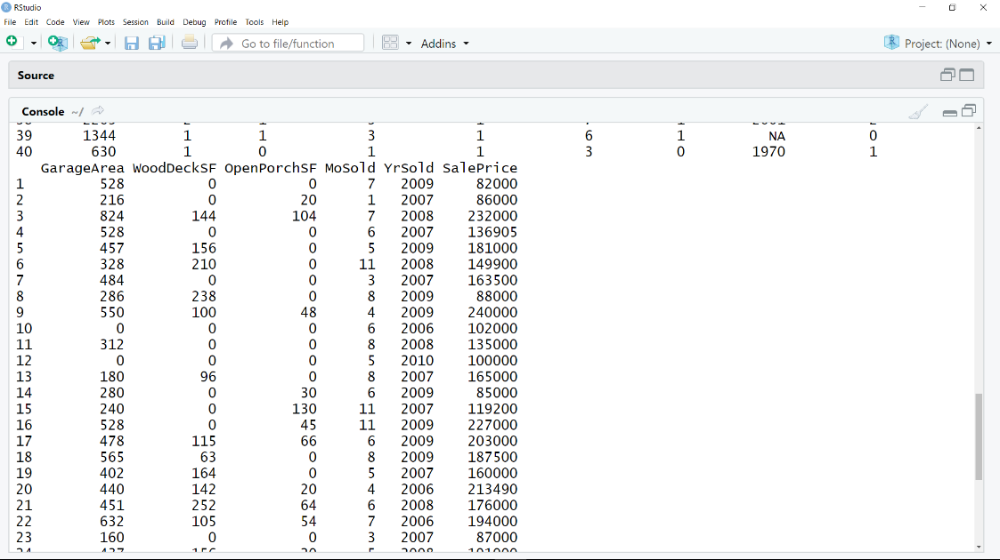 RStudio
File Edit Code View Plots Session Build Debug Profile Tools Help
Go to file/function Addins Project: (None)
Source
Console ~/
39 1344 1 1 3 1 6 1 NA 0
40 630 1 0 1 1 3 0 1970 1
GarageArea WoodDeckSF OpenPorchSF MoSold YrSold SalePrice
1 528 0 0 7 2009 82000
2 216 0 20 1 2007 86000
3 824 144 104 7 2008 232000
4 528 0 0 6 2007 136905
5 457 156 0 5 2009 181000
6 328 210 0 11 2008 149900
7 484 0 0 3 2007 163500
8 286 238 0 8 2009 88000
9 550 100 48 4 2009 240000
10 0 0 0 6 2006 102000
11 312 0 0 8 2008 135000
12 0 0 0 5 2010 100000
13 180 96 0 8 2007 165000
14 280 0 30 6 2009 85000
15 240 0 130 11 2007 119200
16 528 0 45 11 2009 227000
17 478 115 66 6 2009 203000
18 565 63 0 8 2009 187500
19 402 164 0 5 2007 160000
20 440 142 20 4 2006 213490
21 451 252 64 6 2008 176000
22 632 105 54 7 2006 194000
23 160 0 0 3 2007 87000